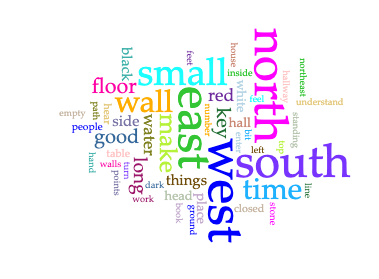 black
feet
house
northeast
small
inside
north
hallway
floor
white
feel
understand
wall
east
red
path
hear
number
key
empty
side
make
hall
bit
standing
people
good
water
enter
left
top
south
table
long
west
hand
walls
turn
things
time
line
points
dark
head
place
closed
stone
work
book
ground